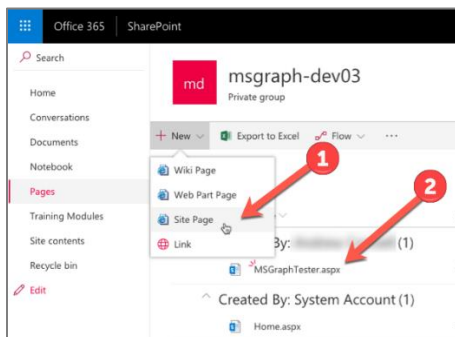 Office 365 SharePoint
Search
Home
Conversations
Documents
Notebook
Pages
Training Modules
Site contents
Recycle bin
Edit
md
msgraph-dev03
Private group
New Export to Excel Flow ...
Wiki Page
Web Part Page
Site Page
Link
1
2
By: (1)
MSGraphTester.aspx
Created By: System Account (1)
Home.aspx